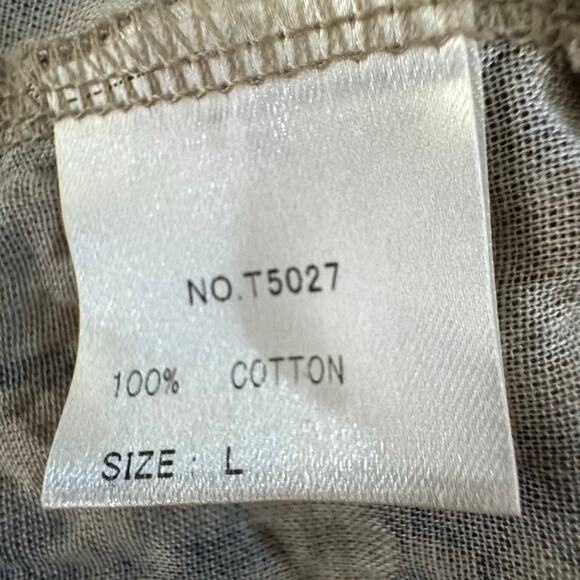 NO.T5027
100% COTTON
SIZE : L